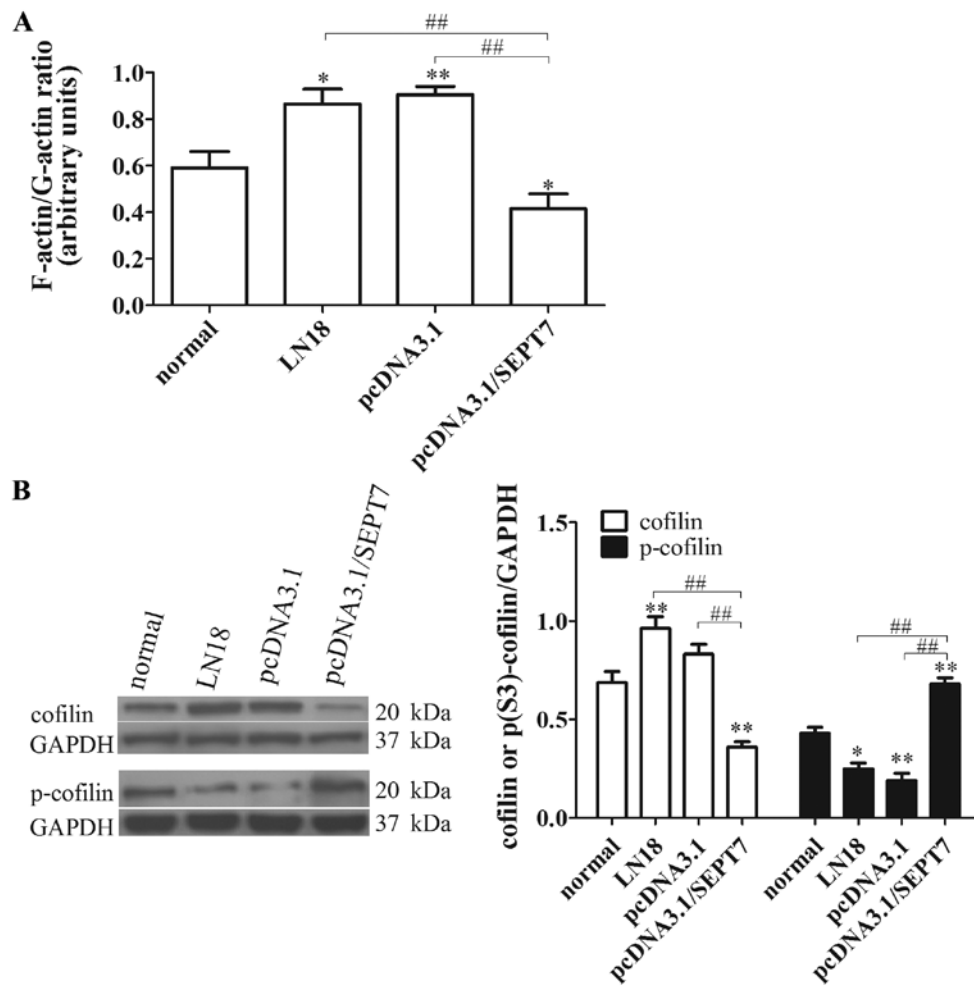 A
F-actin/G-actin ratio
(arbitrary units)
1.0
0.8
0.6
0.4
0.2
0.0
##
##
*
**
*
normal
LN18
pcDNA3.1
pcDNA3.1/SEPT7
B
normal
LN18
pcDNA3.1
pcDNA3.1/SEPT7
cofilin 20 kDa
GAPDH 37 kDa
p-cofilin 20 kDa
GAPDH 37 kDa
cofilin or p(S3)-cofilin/GAPDH
1.5
1.0
0.5
0.0
cofilin
p-cofilin
##
**
##
**
##
##
**
*
**
normal
LN18
pcDNA3.1
pcDNA3.1/SEPT7
normal
LN18
pcDNA3.1
pcDNA3.1/SEPT7